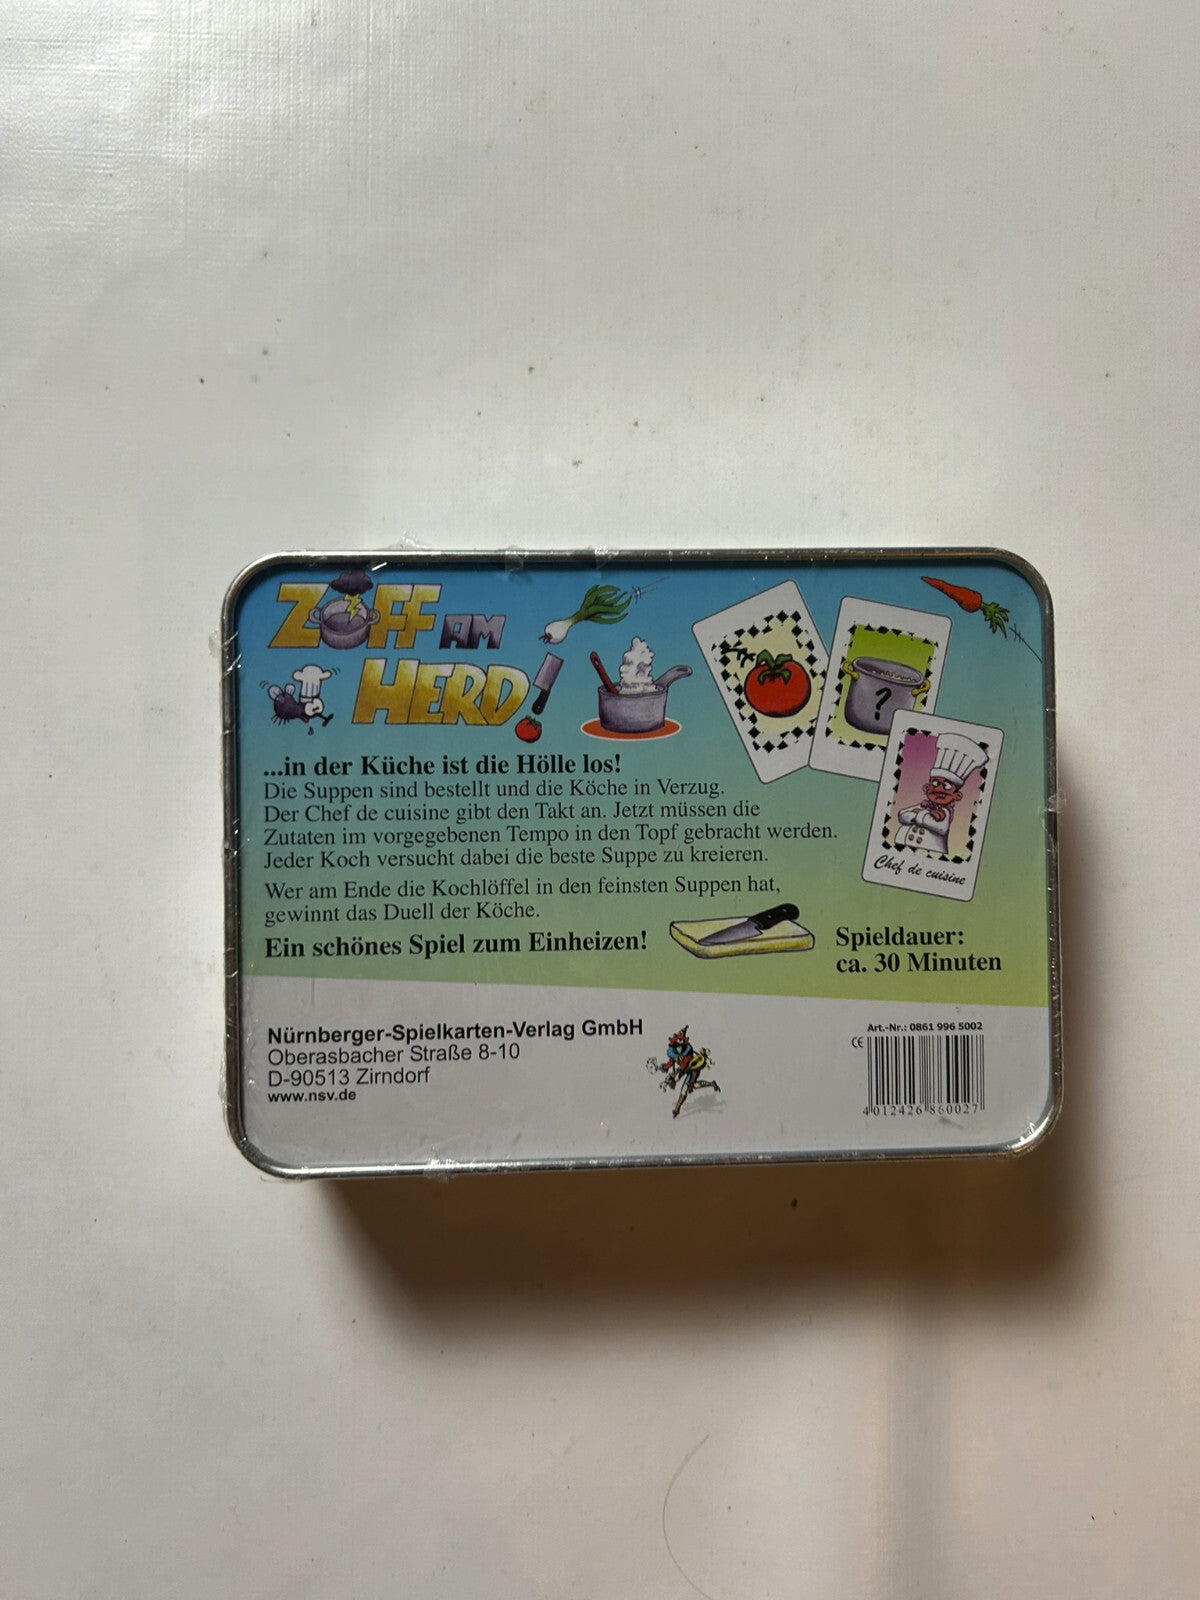 ZOFF AM
HERD!
...in der Küche ist die Hölle los!
Die Suppen sind bestellt und die Köche in Verzug.
Der Chef de cuisine gibt den Takt an. Jetzt müssen die
Zutaten im vorgegebenen Tempo in den Topf gebracht werden.
Jeder Koch versucht dabei die beste Suppe zu kreieren.
Wer am Ende die Kochlöffel in den feinsten Suppen hat,
gewinnt das Duell der Köche.
Ein schönes Spiel zum Einheizen!
?
Chef de cuisine
Spieldauer:
ca. 30 Minuten
Nürnberger-Spielkarten-Verlag GmbH
Oberasbacher Straße 8-10
D-90513 Zirndorf
www.nsv.de
Art.-Nr.: 0861 996 5002
CE
4 012426 860027